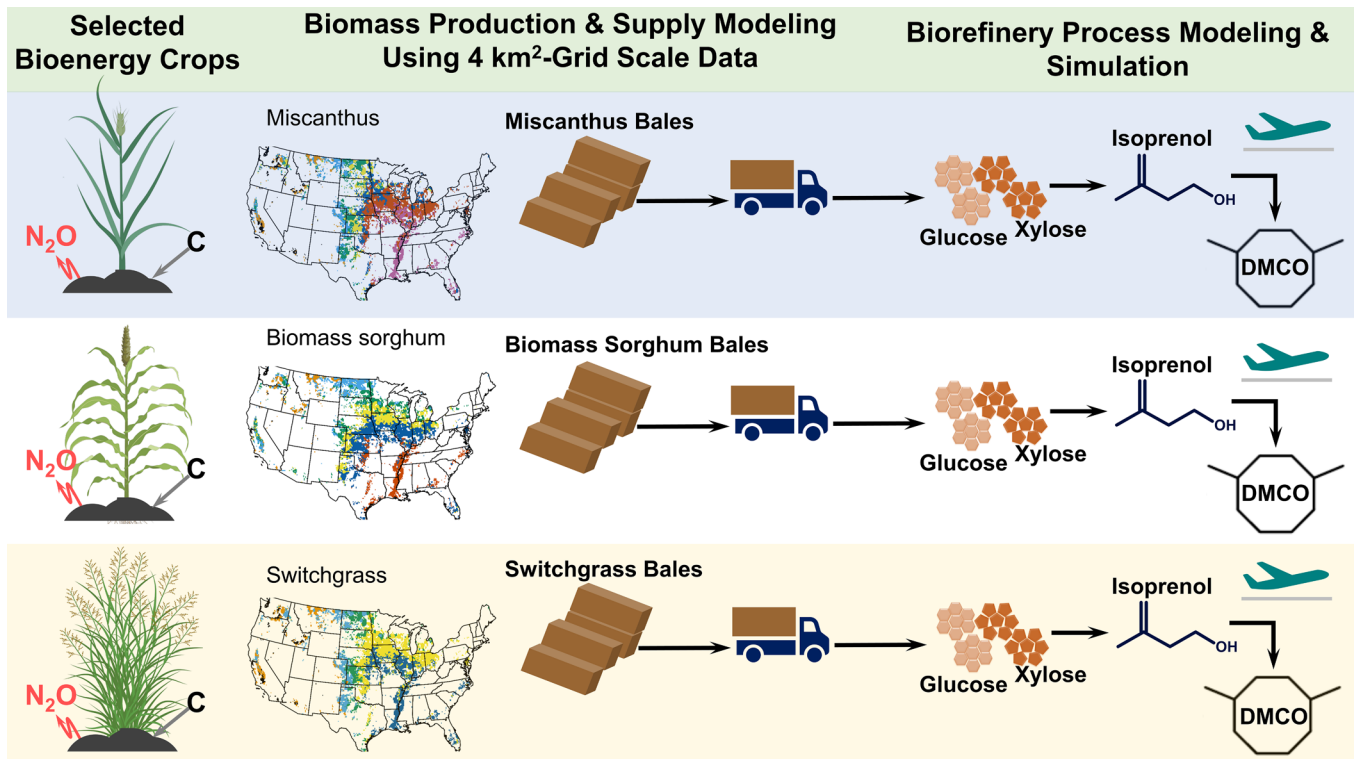 Selected
Bioenergy Crops
Biomass Production & Supply Modeling
Using 4 km²-Grid Scale Data
Biorefinery Process Modeling &
Simulation
N₂O
C
Miscanthus
Miscanthus Bales
Glucose
Xylose
Isoprenol
OH
DMCO
N₂O
C
Biomass sorghum
Biomass Sorghum Bales
Glucose
Xylose
Isoprenol
OH
DMCO
N₂O
C
Switchgrass
Switchgrass Bales
Glucose
Xylose
Isoprenol
OH
DMCO